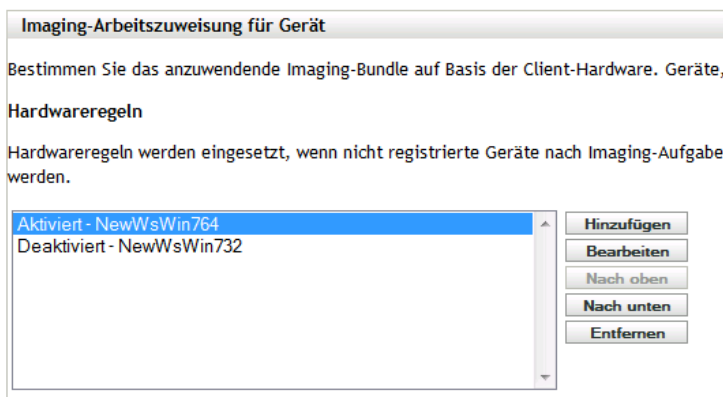 Imaging-Arbeitszuweisung für Gerät
Bestimmen Sie das anzuwendende Imaging-Bundle auf Basis der Client-Hardware. Geräte,
Hardwareregeln
Hardwareregeln werden eingesetzt, wenn nicht registrierte Geräte nach Imaging-Aufgabe
werden.
Aktiviert - NewWsWin764
Deaktiviert - NewWsWin732
Hinzufügen
Bearbeiten
Nach oben
Nach unten
Entfernen